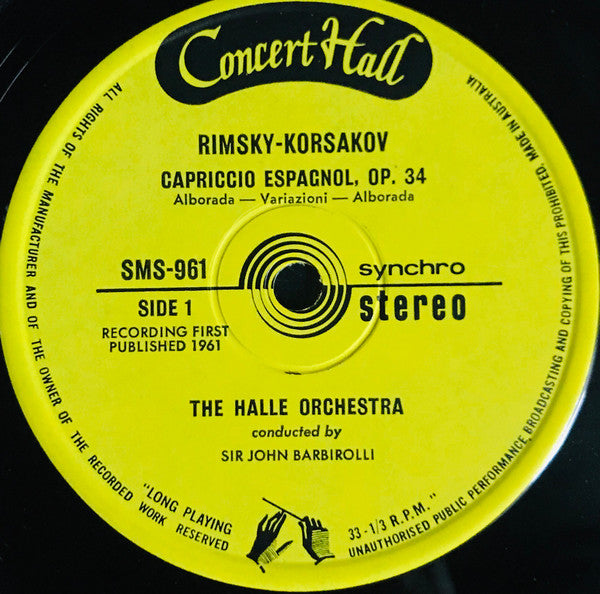 Concert Hall
RIMSKY-KORSAKOV
CAPRICCIO ESPAGNOL, OP. 34
Alborada — Variazioni — Alborada
SMS-961
synchro
SIDE 1
stereo
RECORDING FIRST
PUBLISHED 1961
THE HALLE ORCHESTRA
conducted by
SIR JOHN BARBIROLLI
"LONG PLAYING
33-1/3 R.P.M."
ALL RIGHTS OF THE MANUFACTURER AND OF THE OWNER OF THE RECORDED WORK RESERVED
UNAUTHORISED PUBLIC PERFORMANCE, BROADCASTING AND COPYING OF THIS PROHIBITED. MADE IN AUSTRALIA